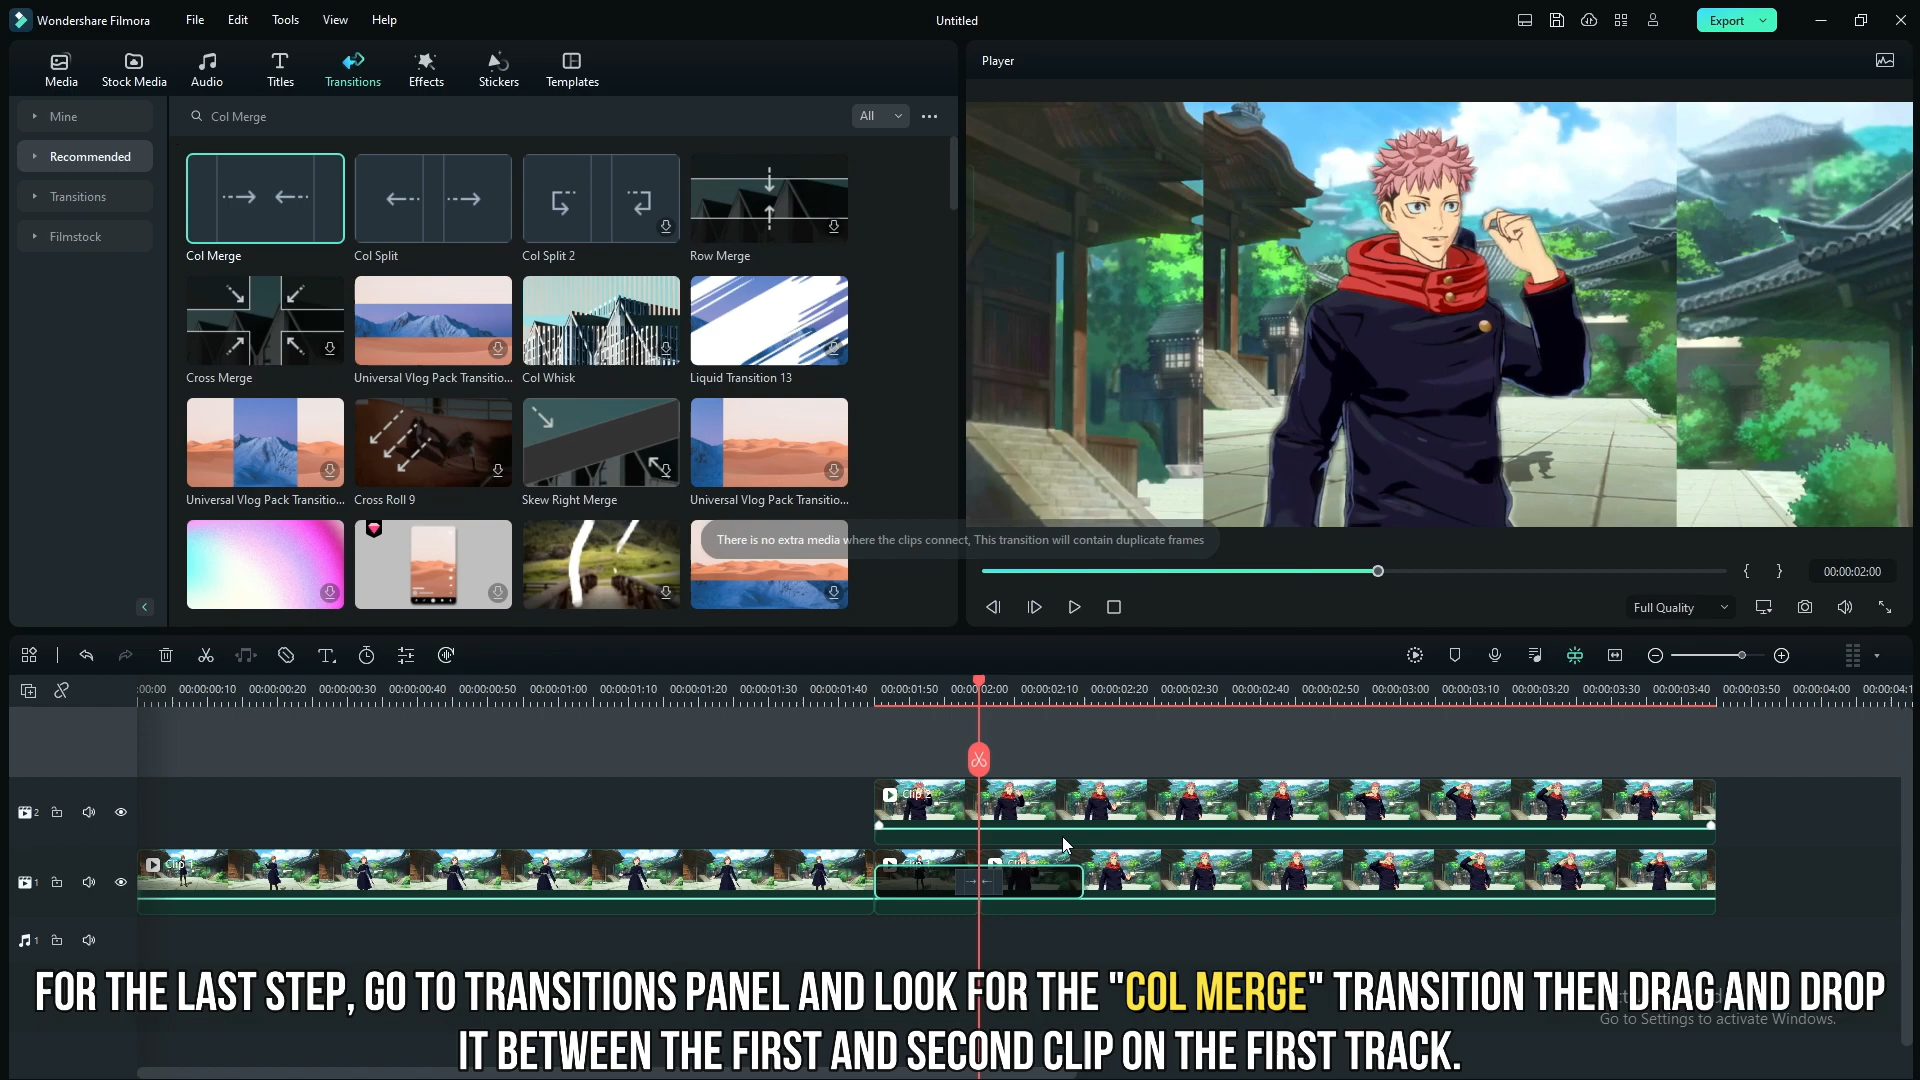 Wondershare Filmora
File Edit Tools View Help
Untitled
Export
Media Stock Media Audio Titles Transitions Effects Stickers Templates
Player
Mine
Recommended
Transitions
Filmstock
Col Merge
All
Col Merge Col Split Col Split 2 Row Merge
Cross Merge Universal Vlog Pack Transitio... Col Whisk Liquid Transition 13
Universal Vlog Pack Transitio... Cross Roll 9 Skew Right Merge Universal Vlog Pack Transitio...
There is no extra media where the clips connect, This transition will contain duplicate frames
00:00:02:00
Full Quality
:00:00 00:00:00:10 00:00:00:20 00:00:00:30 00:00:00:40 00:00:00:50 00:00:01:00 00:00:01:10 00:00:01:20 00:00:01:30 00:00:01:40 00:00:01:50 00:00:02:00 00:00:02:10 00:00:02:20 00:00:02:30 00:00:02:40 00:00:02:50 00:00:03:00 00:00:03:10 00:00:03:20 00:00:03:30 00:00:03:40 00:00:03:50 00:00:04:00 00:00:04:1
2
Clip 2
1
Clip 1
1
FOR THE LAST STEP, GO TO TRANSITIONS PANEL AND LOOK FOR THE "COL MERGE" TRANSITION THEN DRAG AND DROP
IT BETWEEN THE FIRST AND SECOND CLIP ON THE FIRST TRACK.
Go to Settings to activate Windows.